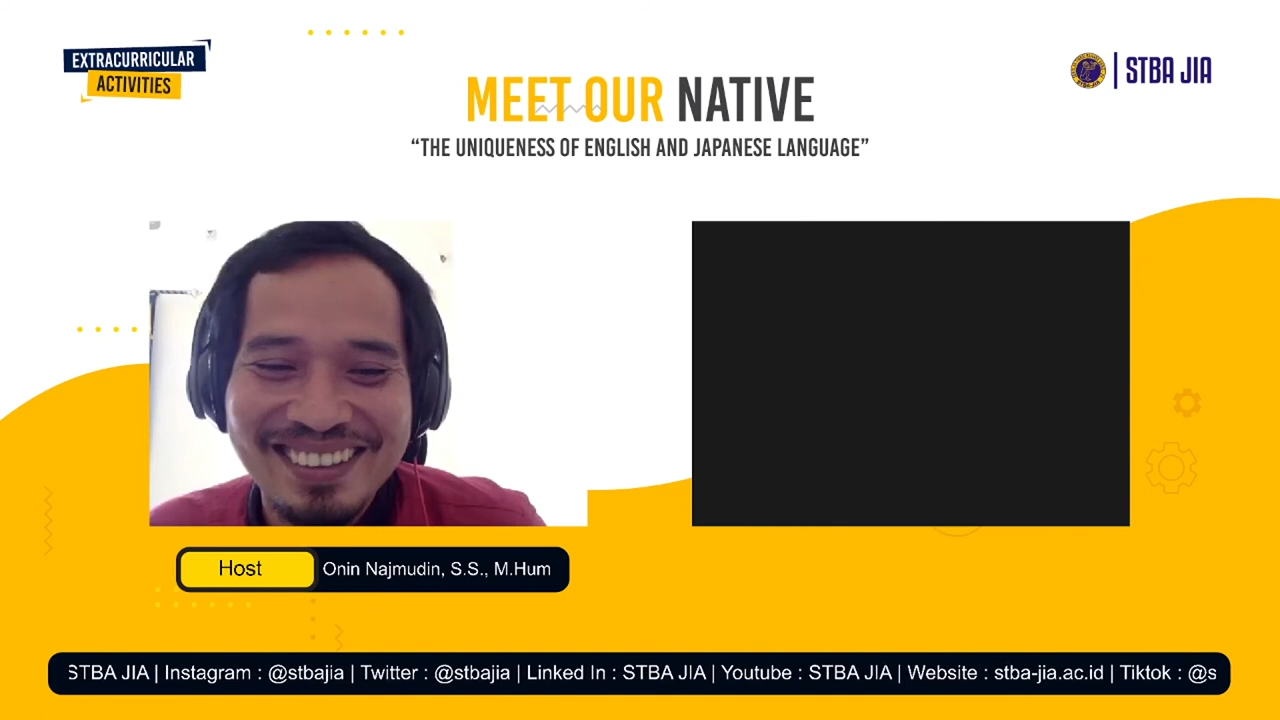 EXTRACURRICULAR
ACTIVITIES
STBA JIA
MEET OUR NATIVE
“THE UNIQUENESS OF ENGLISH AND JAPANESE LANGUAGE”
Host
Onin Najmudin, S.S., M.Hum
STBA JIA | Instagram : @stbajia | Twitter : @stbajia | Linked In : STBA JIA | Youtube : STBA JIA | Website : stba-jia.ac.id | Tiktok : @s